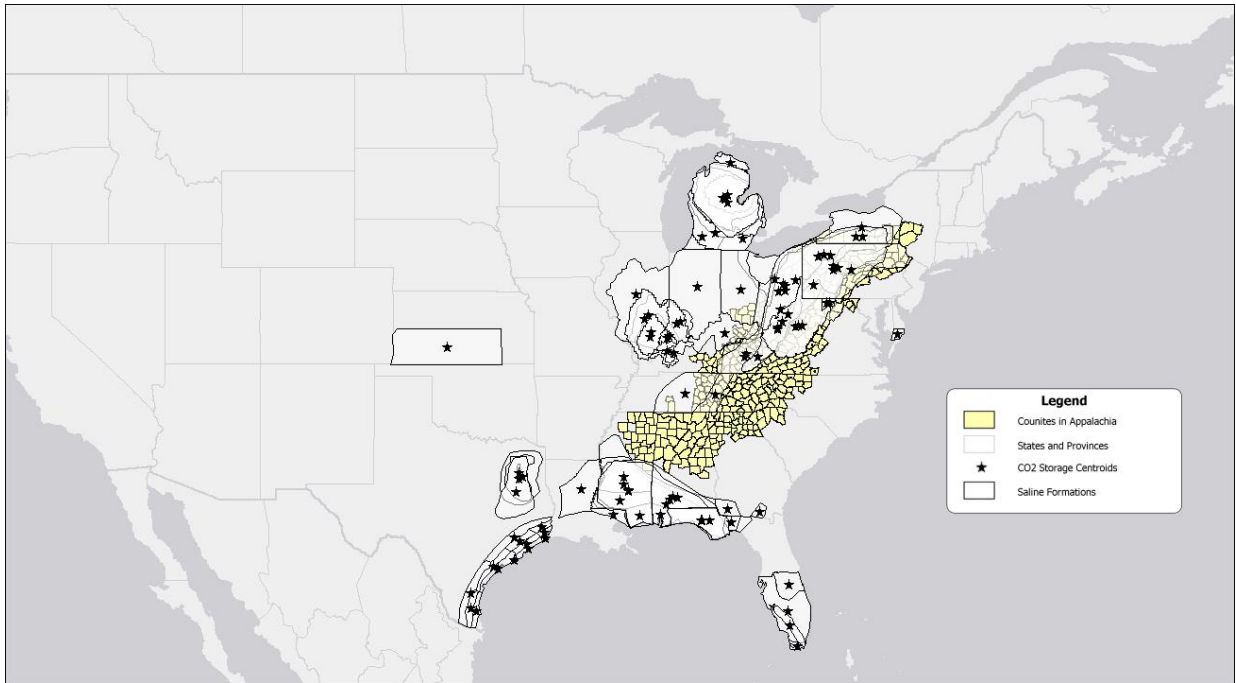 Legend
Counites in Appalachia
States and Provinces
CO2 Storage Centroids
Saline Formations